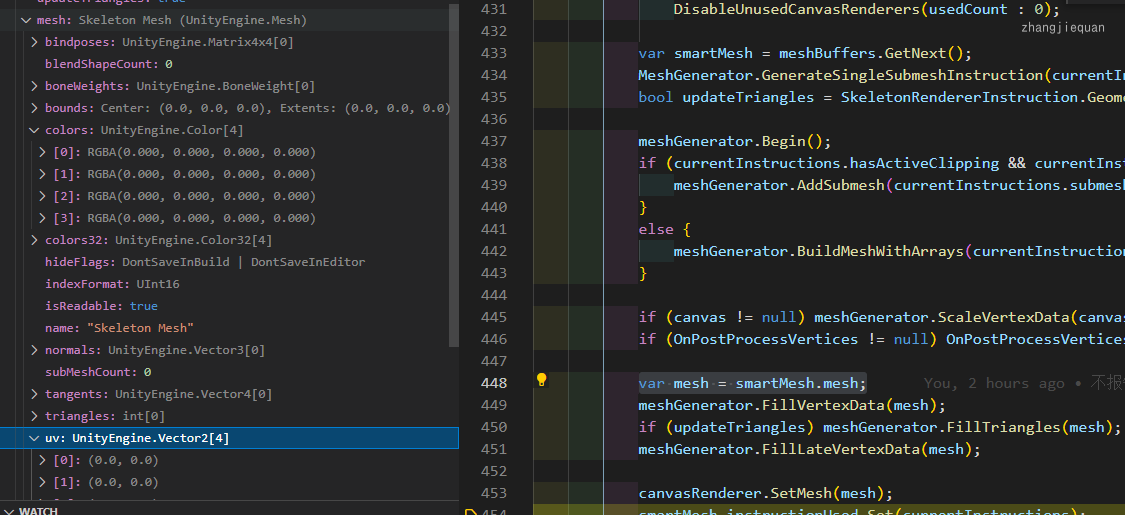 updateTriangles: true
mesh: Skeleton Mesh (UnityEngine.Mesh)
bindposes: UnityEngine.Matrix4x4[0]
blendShapeCount: 0
boneWeights: UnityEngine.BoneWeight[0]
bounds: Center: (0.0, 0.0, 0.0), Extents: (0.0, 0.0, 0.0)
colors: UnityEngine.Color[4]
[0]: RGBA(0.000, 0.000, 0.000, 0.000)
[1]: RGBA(0.000, 0.000, 0.000, 0.000)
[2]: RGBA(0.000, 0.000, 0.000, 0.000)
[3]: RGBA(0.000, 0.000, 0.000, 0.000)
colors32: UnityEngine.Color32[4]
hideFlags: DontSaveInBuild | DontSaveInEditor
indexFormat: UInt16
isReadable: true
name: "Skeleton Mesh"
normals: UnityEngine.Vector3[0]
subMeshCount: 0
tangents: UnityEngine.Vector4[0]
triangles: int[0]
uv: UnityEngine.Vector2[4]
[0]: (0.0, 0.0)
[1]: (0.0, 0.0)
WATCH
431 DisableUnusedCanvasRenderers(usedCount : 0);
432 zhangjiequan
433 var smartMesh = meshBuffers.GetNext();
434 MeshGenerator.GenerateSingleSubmeshInstruction(currentIn
435 bool updateTriangles = SkeletonRendererInstruction.Geome
436
437 meshGenerator.Begin();
438 if (currentInstructions.hasActiveClipping && currentInst
439 meshGenerator.AddSubmesh(currentInstructions.submesh
440 }
441 else {
442 meshGenerator.BuildMeshWithArrays(currentInstruction
443 }
444
445 if (canvas != null) meshGenerator.ScaleVertexData(canvas
446 if (OnPostProcessVertices != null) OnPostProcessVertices
447
448 var mesh = smartMesh.mesh; You, 2 hours ago • 不报
449 meshGenerator.FillVertexData(mesh);
450 if (updateTriangles) meshGenerator.FillTriangles(mesh);
451 meshGenerator.FillLateVertexData(mesh);
452
453 canvasRenderer.SetMesh(mesh);
454 smartMesh.instructionUsed.Set(currentInstructions);